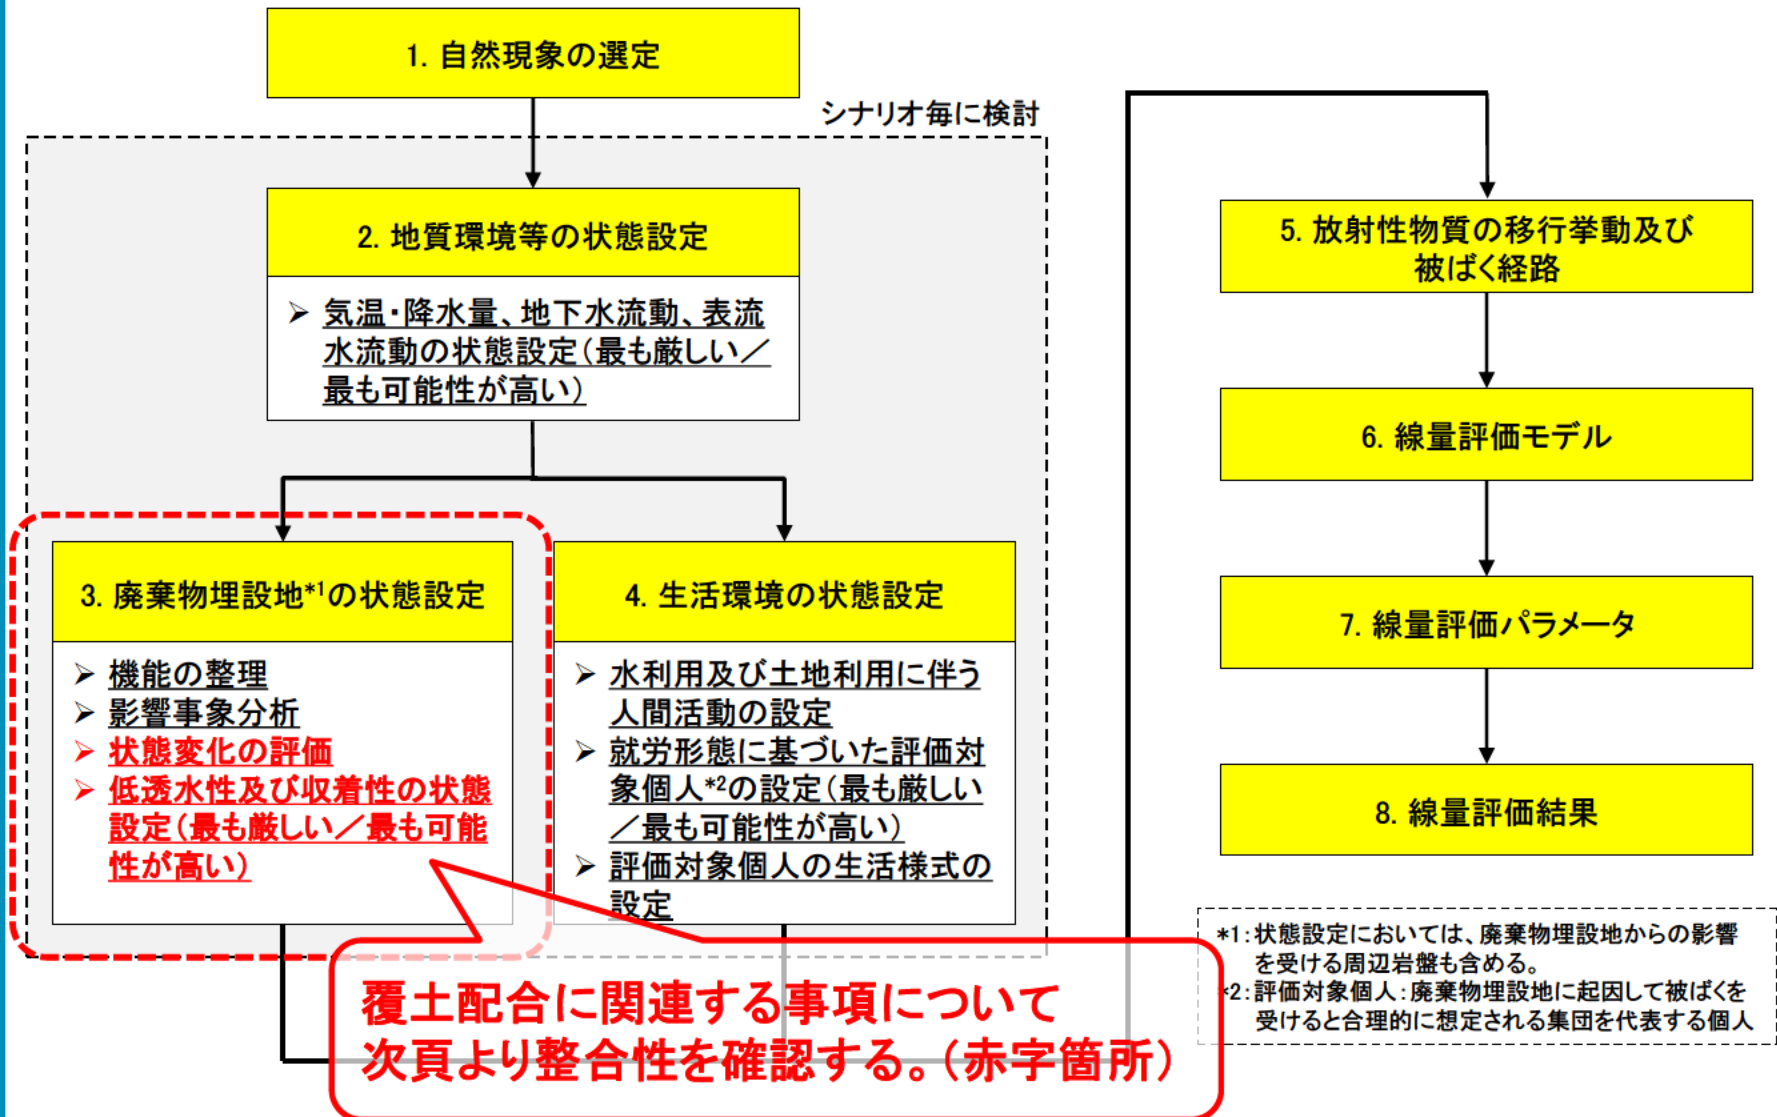 1. 自然現象の選定
シナリオ毎に検討
2. 地質環境等の状態設定
➢ 気温・降水量、地下水流動、表流
水流動の状態設定（最も厳しい／
最も可能性が高い）
3. 廃棄物埋設地*1の状態設定
➢ 機能の整理
➢ 影響事象分析
➢ 状態変化の評価
➢ 低透水性及び収着性の状態
設定（最も厳しい／最も可能
性が高い）
4. 生活環境の状態設定
➢ 水利用及び土地利用に伴う
人間活動の設定
➢ 就労形態に基づいた評価対
象個人*2の設定（最も厳しい
／最も可能性が高い）
➢ 評価対象個人の生活様式の
設定
覆土配合に関連する事項について
次頁より整合性を確認する。（赤字箇所）
5. 放射性物質の移行挙動及び
被ばく経路
6. 線量評価モデル
7. 線量評価パラメータ
8. 線量評価結果
*1：状態設定においては、廃棄物埋設地からの影響
を受ける周辺岩盤も含める。
*2：評価対象個人：廃棄物埋設地に起因して被ばくを
受けると合理的に想定される集団を代表する個人